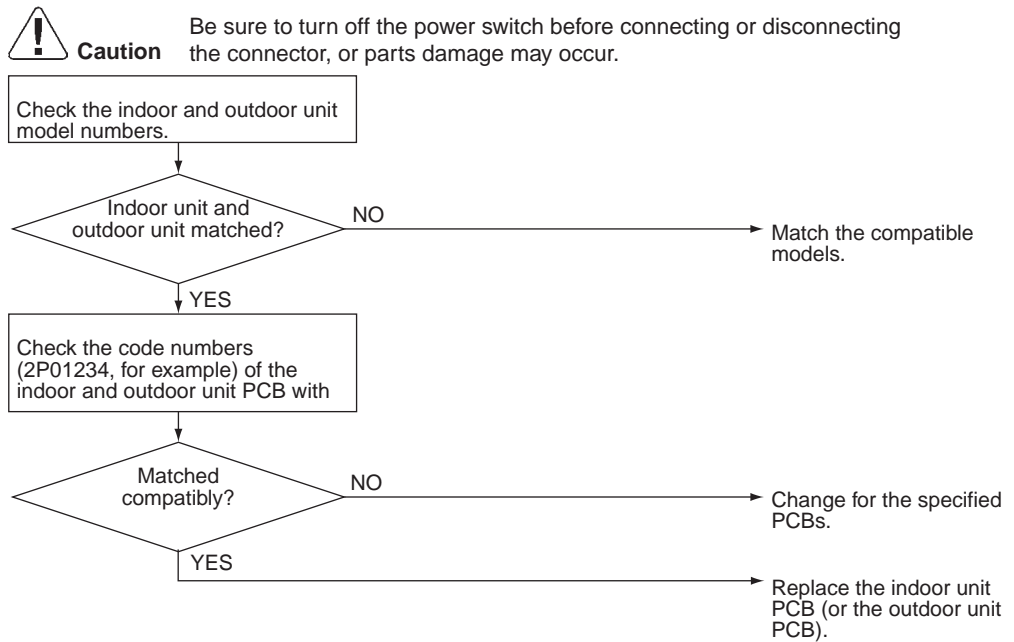 Be sure to turn off the power switch before connecting or disconnecting
Caution the connector, or parts damage may occur.
Check the indoor and outdoor unit
model numbers.
Indoor unit and
outdoor unit matched?
NO
Match the compatible
models.
YES
Check the code numbers
(2P01234, for example) of the
indoor and outdoor unit PCB with
Matched
compatibly?
NO
Change for the specified
PCBs.
YES
Replace the indoor unit
PCB (or the outdoor unit
PCB).